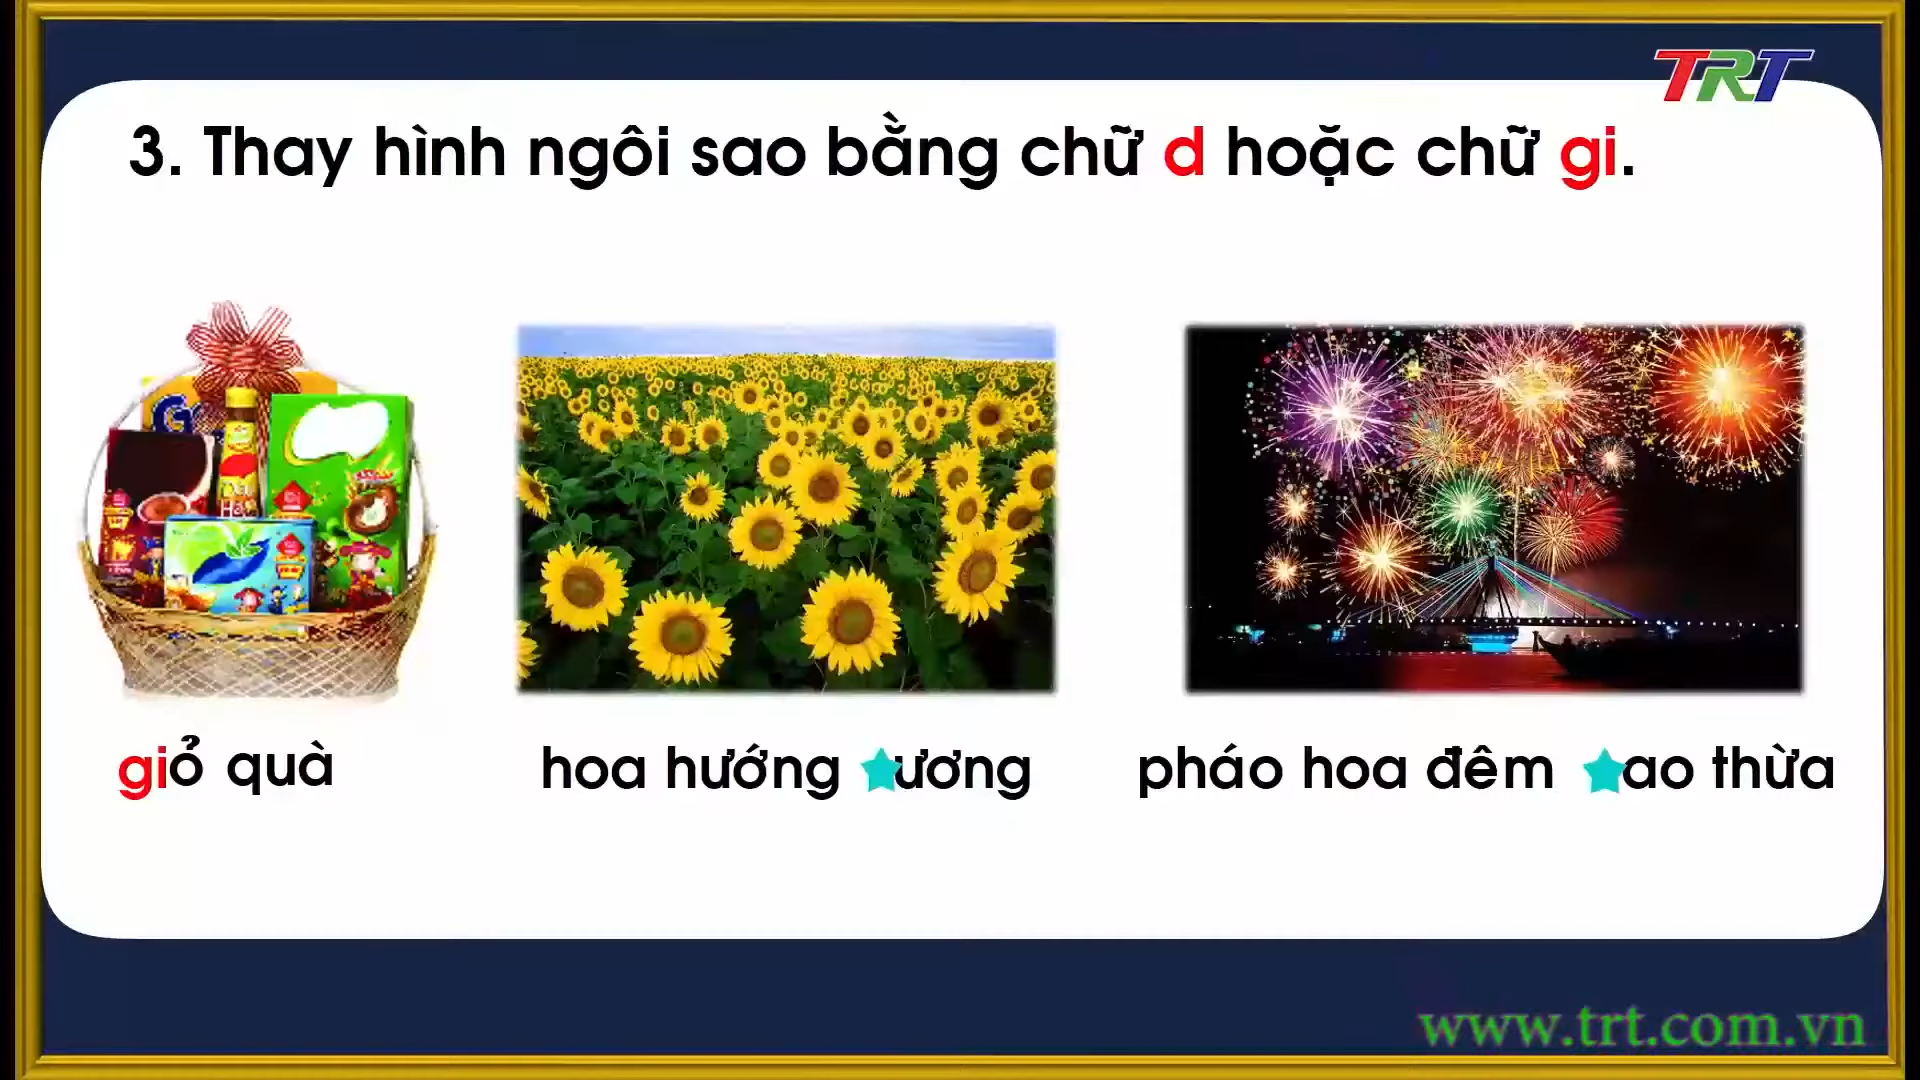 TRT
3. Thay hình ngôi sao bằng chữ d hoặc chữ gi.
giỏ quà
hoa hướng ★ương
pháo hoa đêm ★ao thừa
www.trt.com.vn